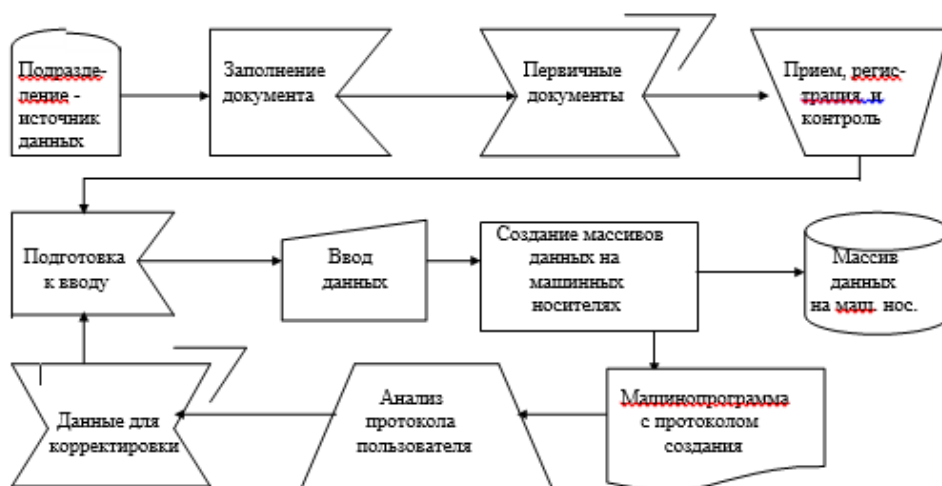 Подразде-
ление -
источник
данных
Заполнение
документа
Первичные
документы
Прием, регис-
трация, и
контроль
Подготовка
к вводу
Ввод
данных
Создание массивов
данных на
машинных
носителях
Массив
данных
на маш. нос.
Данные для
корректировки
Анализ
протокола
пользователя
Машинопрограмма
с протоколом
создания